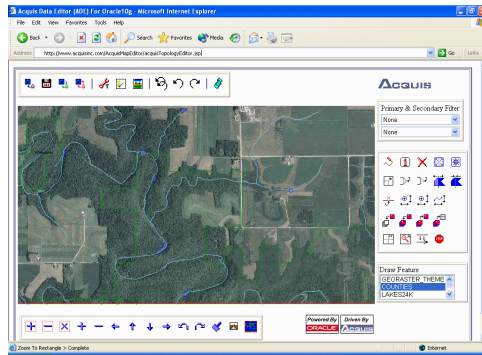 Acquis Data Editor (ADE) For Oracle10g - Microsoft Internet Explorer
File Edit View Favorites Tools Help
Back Search Favorites Media
Address http://www.acquisinc.com/AcquisMapEditor/acquisTopologyEditor.jsp Go Links
Acquis
Primary & Secondary Filter
None
None
STOP
Draw Feature
GEORASTER_THEME
COUNTIES
LAKES24K
Powered By Driven By
ORACLE Acquis
Zoom To Rectangle > Complete Internet